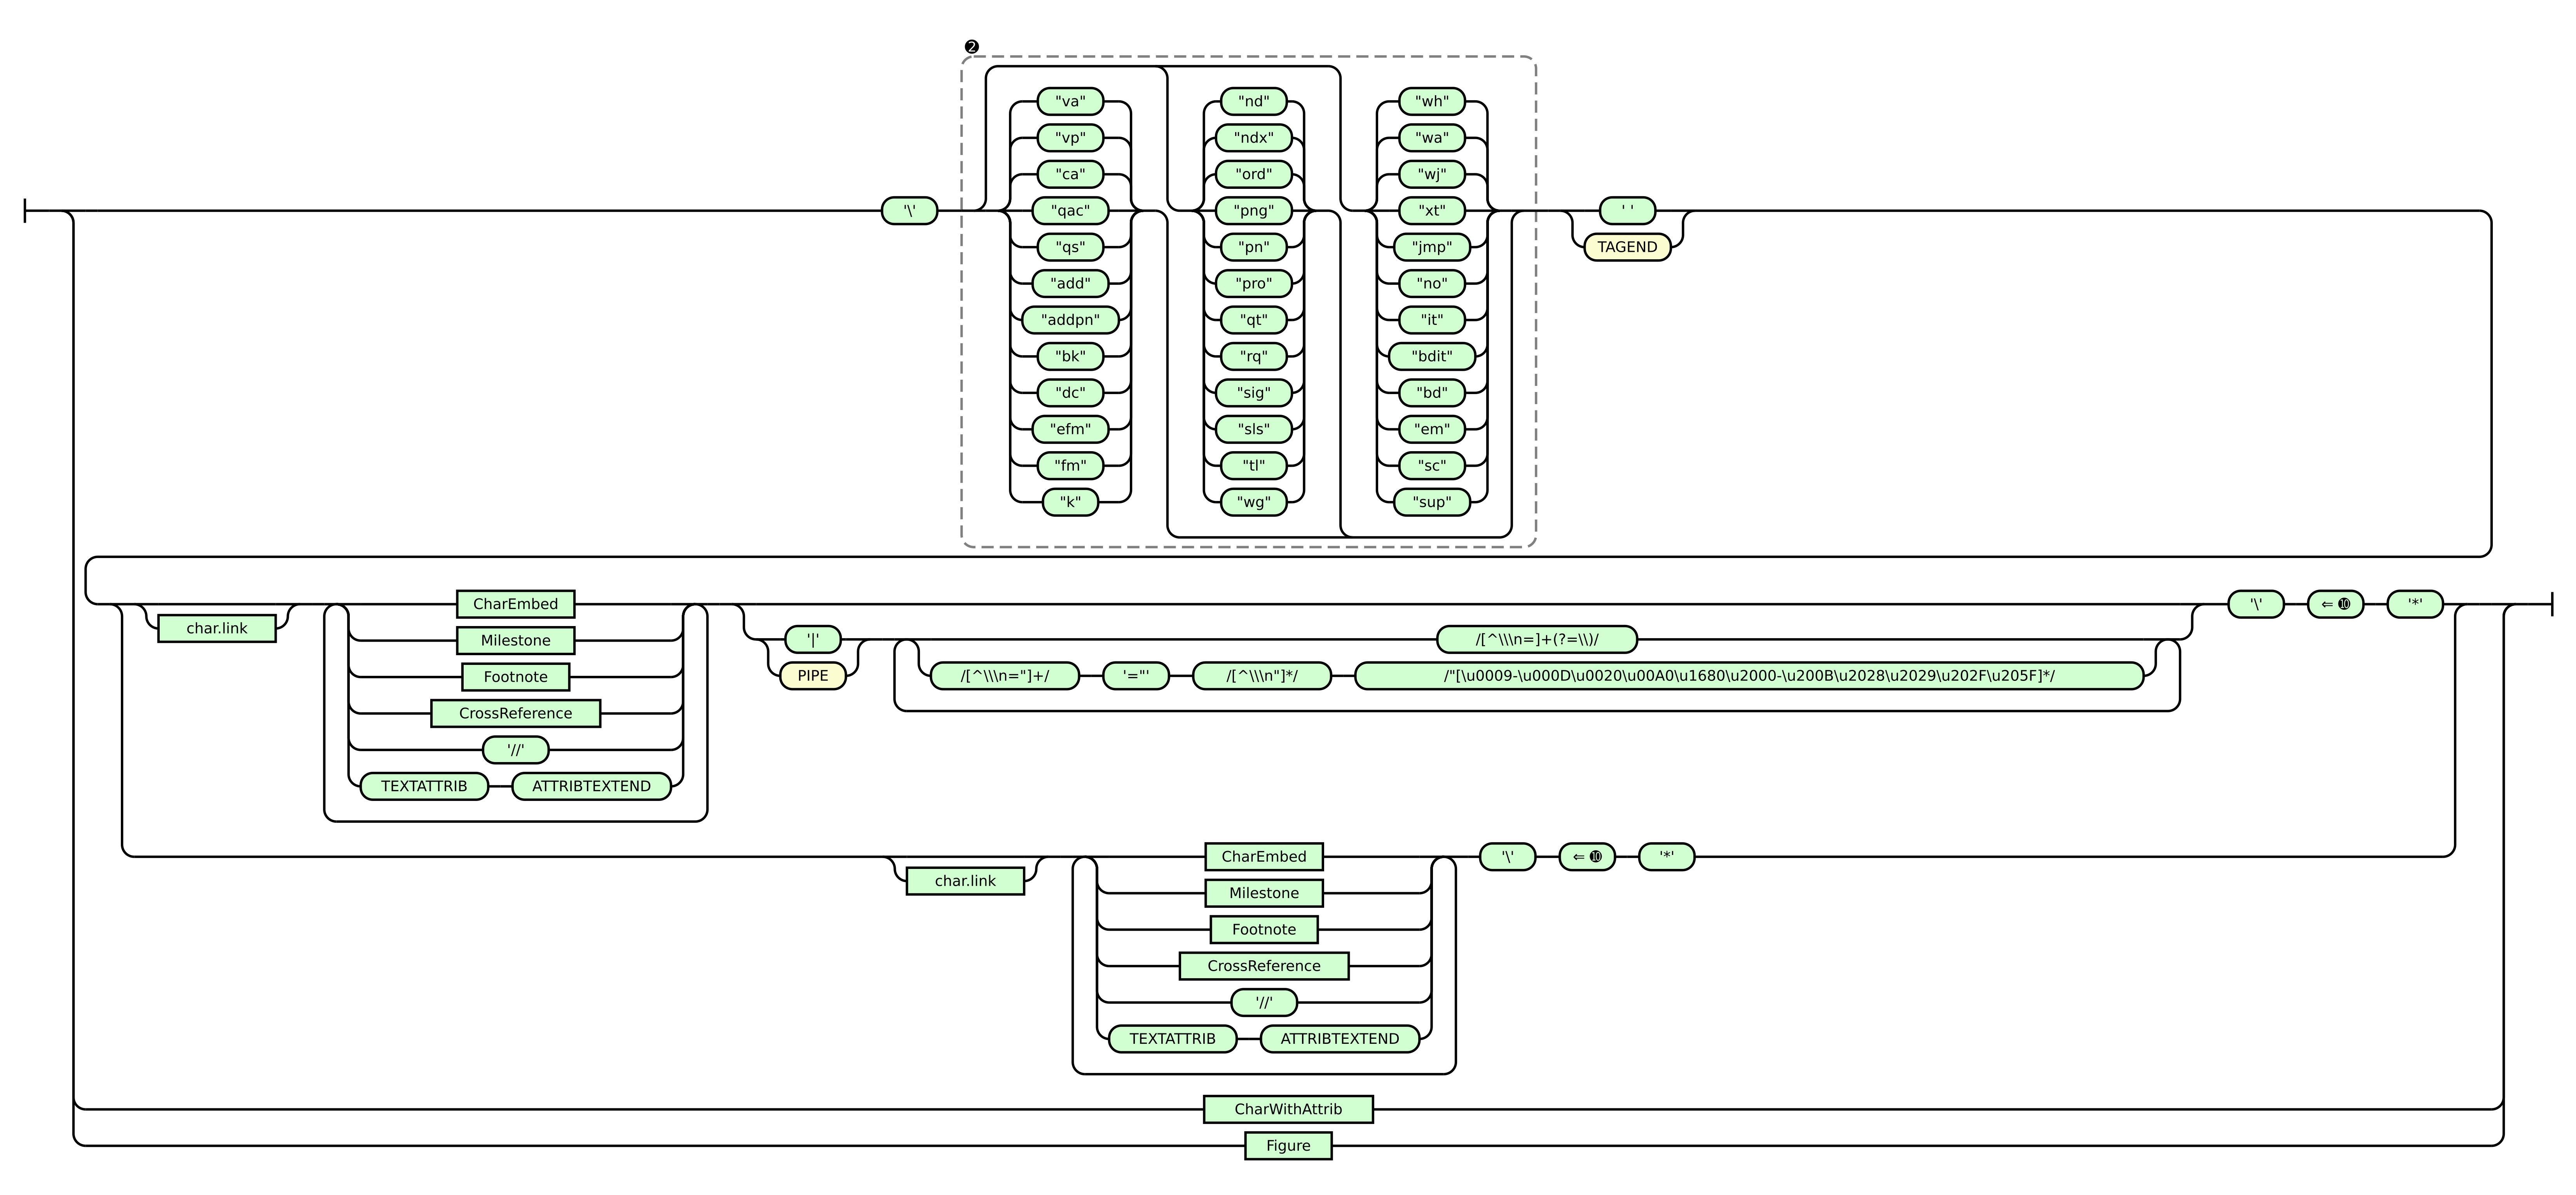 ❷
"va" "nd" "wh"
"vp" "ndx" "wa"
"ca" "ord" "wj"
'\' "qac" "png" "xt" ' '
"qs" "pn" "jmp" TAGEND
"add" "pro" "no"
"addpn" "qt" "it"
"bk" "rq" "bdit"
"dc" "sig" "bd"
"efm" "sls" "em"
"fm" "tl" "sc"
"k" "wg" "sup"
CharEmbed '\' ⇐ ❿ '*'
char.link Milestone '|' /[^\\\n=]+(?=\\)/
Footnote PIPE /[^\\\n="]+/ '="' /[^\\\n"]*/ /"[\u0009-\u000D\u0020\u00A0\u1680\u2000-\u200B\u2028\u2029\u202F\u205F]*/
CrossReference
'//'
TEXTATTRIB ATTRIBTEXTEND
CharEmbed '\' ⇐ ❿ '*'
char.link Milestone
Footnote
CrossReference
'//'
TEXTATTRIB ATTRIBTEXTEND
CharWithAttrib
Figure